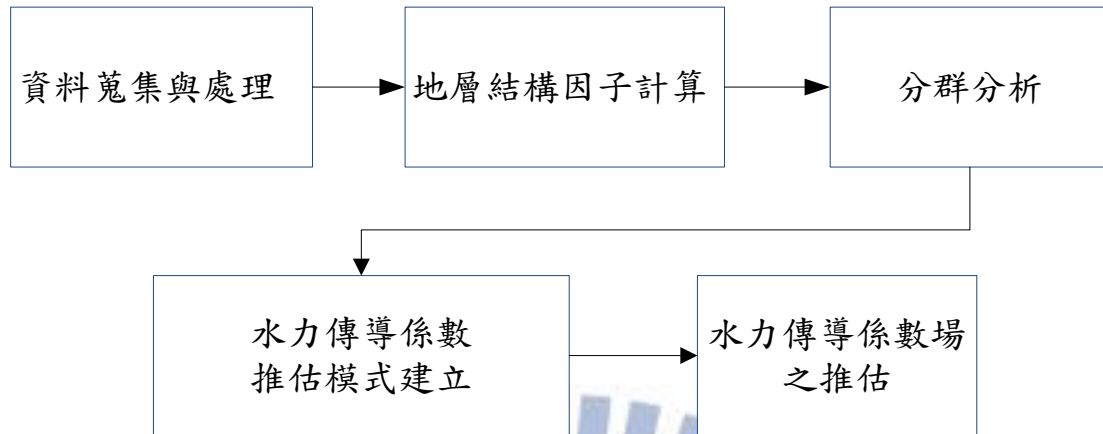 資料蒐集與處理
地層結構因子計算
分群分析
水力傳導係數
推估模式建立
水力傳導係數場
之推估